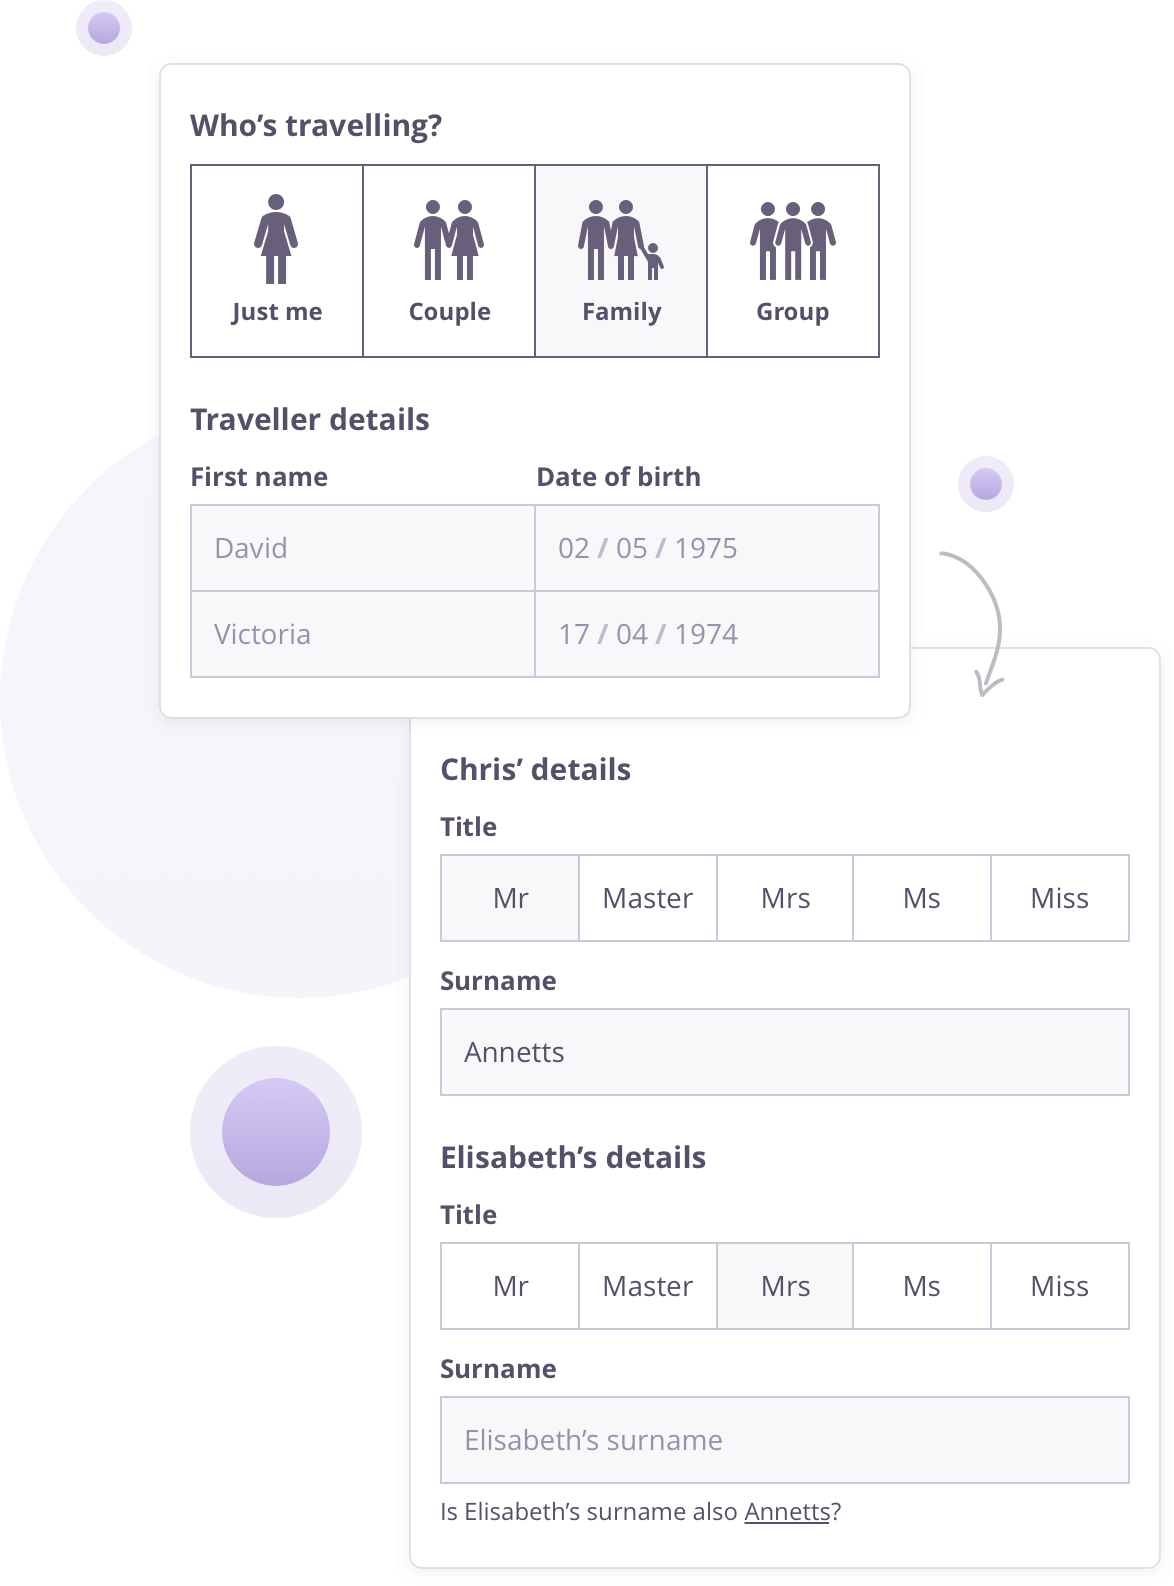 Who’s travelling?
Just me Couple Family Group
Traveller details
First name Date of birth
David 02 / 05 / 1975
Victoria 17 / 04 / 1974
Chris’ details
Title
Mr Master Mrs Ms Miss
Surname
Annetts
Elisabeth’s details
Title
Mr Master Mrs Ms Miss
Surname
Elisabeth’s surname
Is Elisabeth’s surname also Annetts?